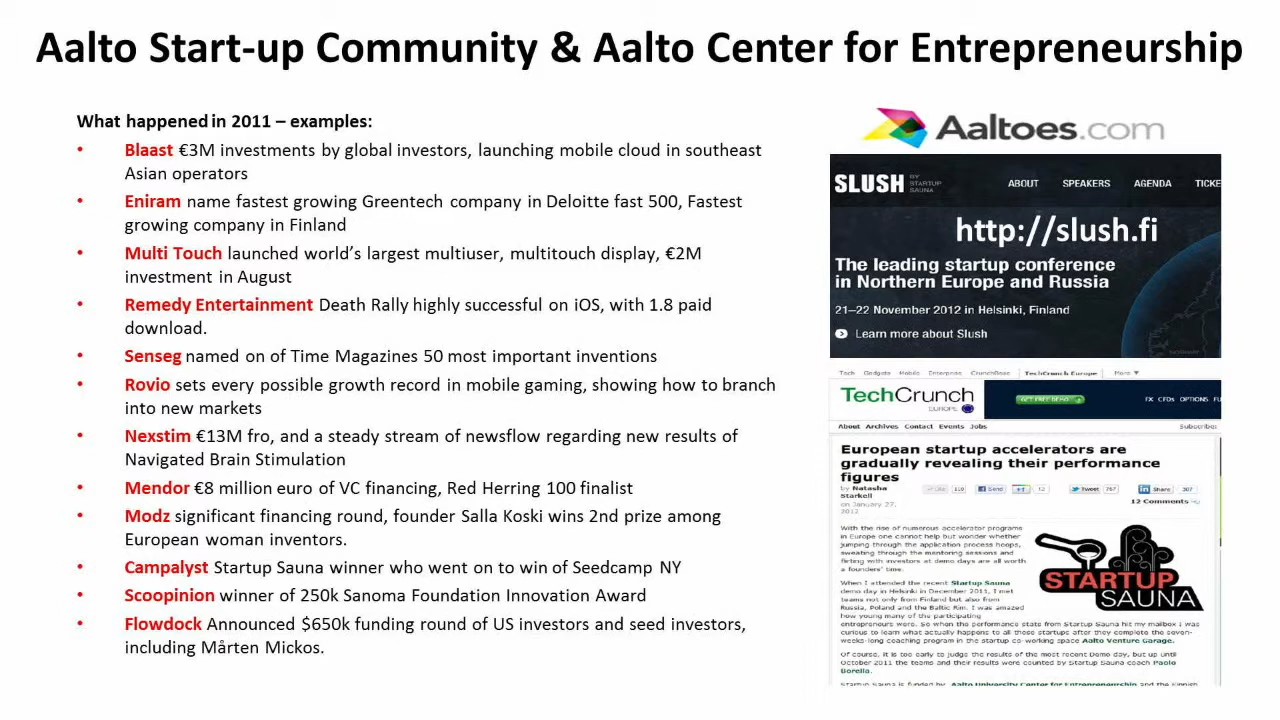 Aalto Start-up Community & Aalto Center for Entrepreneurship
What happened in 2011 – examples:
• Blaast €3M investments by global investors, launching mobile cloud in southeast
Asian operators
• Eniram name fastest growing Greentech company in Deloitte fast 500, Fastest
growing company in Finland
• Multi Touch launched world's largest multiuser, multitouch display, €2M
investment in August
• Remedy Entertainment Death Rally highly successful on iOS, with 1.8 paid
download.
• Senseg named on of Time Magazines 50 most important inventions
• Rovio sets every possible growth record in mobile gaming, showing how to branch
into new markets
• Nexstim €13M fro, and a steady stream of newsflow regarding new results of
Navigated Brain Stimulation
• Mendor €8 million euro of VC financing, Red Herring 100 finalist
• Modz significant financing round, founder Salla Koski wins 2nd prize among
European woman inventors.
• Campalyst Startup Sauna winner who went on to win of Seedcamp NY
• Scoopinion winner of 250k Sanoma Foundation Innovation Award
• Flowdock Announced $650k funding round of US investors and seed investors,
including Mårten Mickos.
Aaltoes.com
SLUSH BY STARTUP SAUNA ABOUT SPEAKERS AGENDA TICKE
http://slush.fi
The leading startup conference
in Northern Europe and Russia
21–22 November 2012 in Helsinki, Finland
Learn more about Slush
Tech Gadgets Mobile Enterprise CrunchBase TechCrunch Europe More ▼
TechCrunch
EUROPE
GET FREE DEMO FX CFDs OPTIONS FU
About Archives Contact Events Jobs Subscribe:
European startup accelerators are
gradually revealing their performance
figures
by Natasha
Starkell
on January 27,
2012
Like 119 Send +1 12 Tweet 767 Share 307
12 Comments
With the rise of numerous accelerator programs
in Europe one cannot help but wonder whether
jumping through the application process hoops,
sweating through the mentoring sessions and
flirting with investors at demo days are all worth
a founders' time.
When I attended the recent Startup Sauna
demo day in Helsinki in December 2011, I met
teams not only from Finland but also from
Russia, Poland and the Baltic Rim. I was amazed
how young many of the participating
entrepreneurs were. So when the performance stats from Startup Sauna hit my mailbox I was
curious to learn what actually happens to all those startups after they complete the seven-
weeks-long coaching program in the startup co-working space Aalto Venture Garage.
Of course, it is too early to judge the results of the most recent Demo day, but up until
October 2011 the teams and their results were counted by Startup Sauna coach Paolo
Borella.
Startup Sauna is funded by Aalto University Center for Entrepreneurship and the Finnish
STARTUP
SAUNA